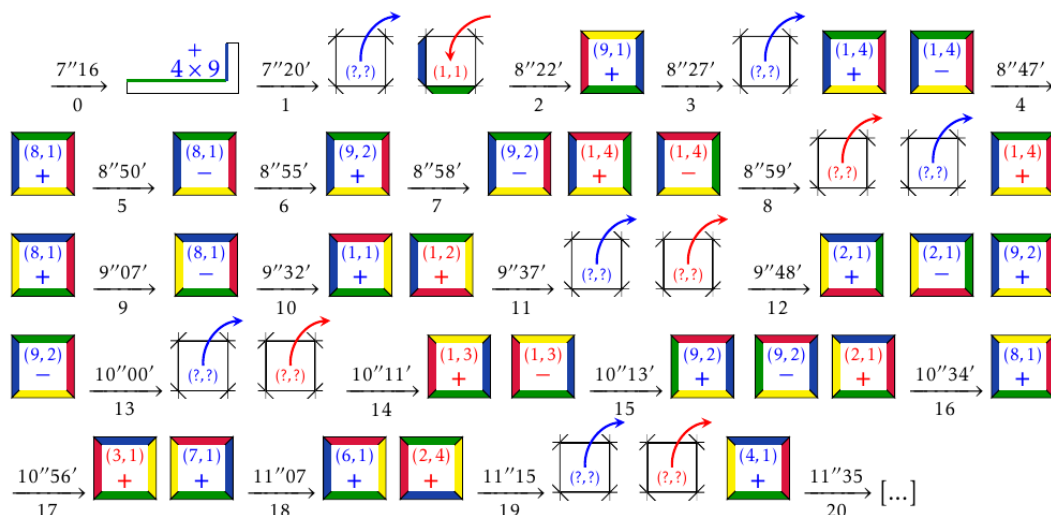 7″16 0 + 4 × 9 7″20′ 1 (?,?) (1,1) 8″22′ 2 (9,1) + 8″27′ 3 (?,?) (1,4) + (1,4) − 8″47′ 4
(8,1) + 8″50′ 5 (8,1) − 8″55′ 6 (9,2) + 8″58′ 7 (9,2) − (1,4) + (1,4) − 8″59′ 8 (?,?) (?,?) (1,4) +
(8,1) + 9″07′ 9 (8,1) − 9″32′ 10 (1,1) + (1,2) + 9″37′ 11 (?,?) (?,?) 9″48′ 12 (2,1) + (2,1) − (9,2) +
(9,2) − 10″00′ 13 (?,?) (?,?) 10″11′ 14 (1,3) + (1,3) − 10″13′ 15 (9,2) + (9,2) − (2,1) + 10″34′ 16 (8,1) +
10″56′ 17 (3,1) + (7,1) + 11″07 18 (6,1) + (2,4) + 11″15 19 (?,?) (?,?) (4,1) + 11″35 20 [...]